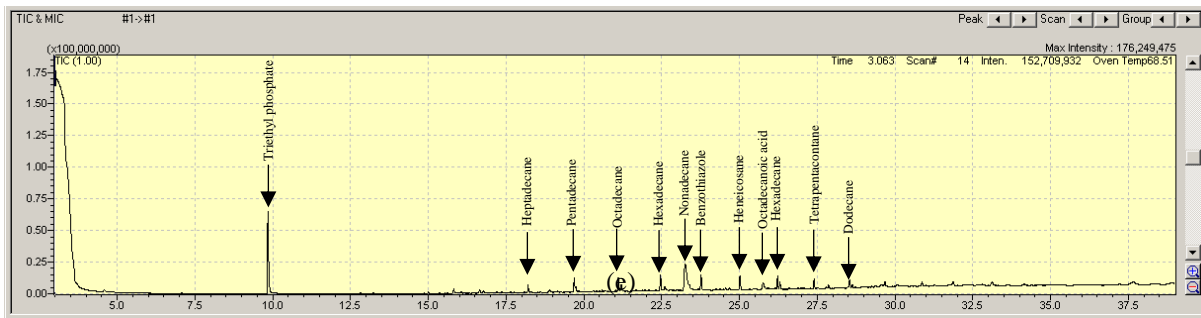 TIC & MIC #1->#1 Peak Scan Group
(x100,000,000) Max Intensity : 176,249,475
TIC (1.00) Time 3.063 Scan# 14 Inten. 152,709,932 Oven Temp68.51
1.75
1.50
1.25
1.00
0.75
0.50
0.25
0.00
Triethyl phosphate
Heptadecane
Pentadecane
Octadecane
Hexadecane
Nonadecane
Benzothiazole
Heneicosane
Octadecanoic acid
Hexadecane
Tetrapentacontane
Dodecane
(e)
5.0 7.5 10.0 12.5 15.0 17.5 20.0 22.5 25.0 27.5 30.0 32.5 35.0 37.5